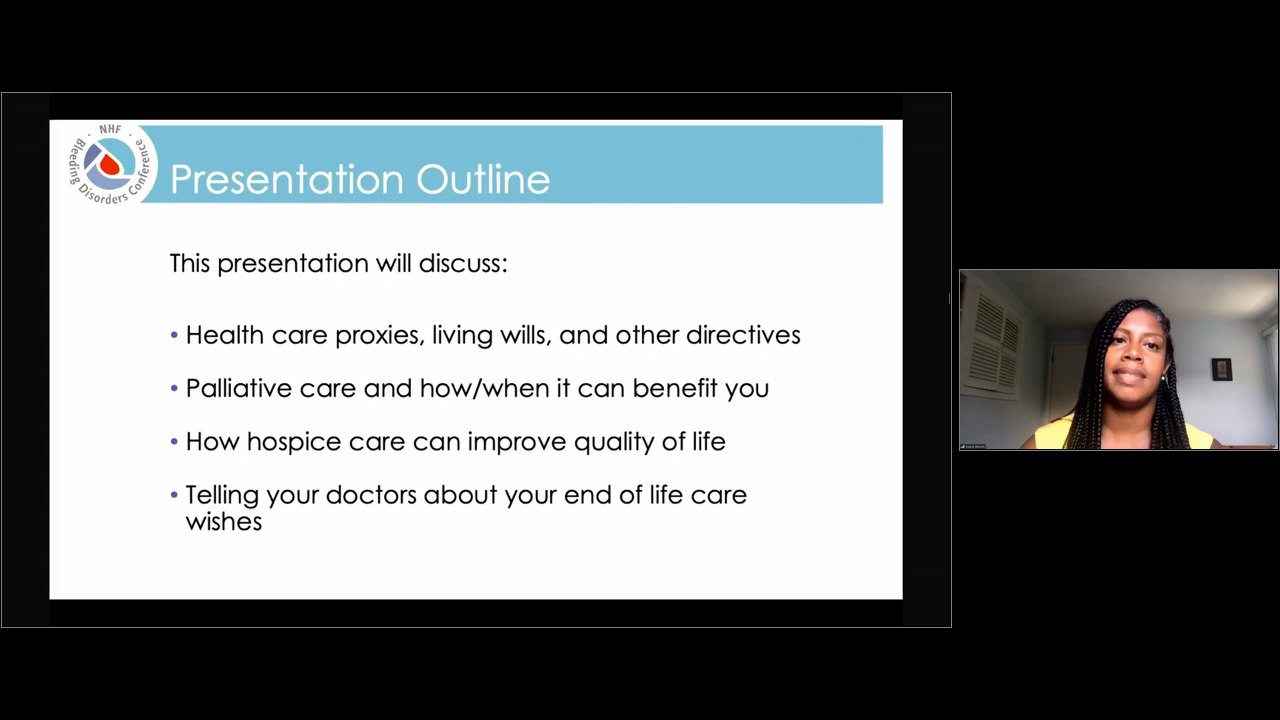 · NHF ·
Bleeding Disorders Conference
Presentation Outline
This presentation will discuss:
• Health care proxies, living wills, and other directives
• Palliative care and how/when it can benefit you
• How hospice care can improve quality of life
• Telling your doctors about your end of life care
wishes